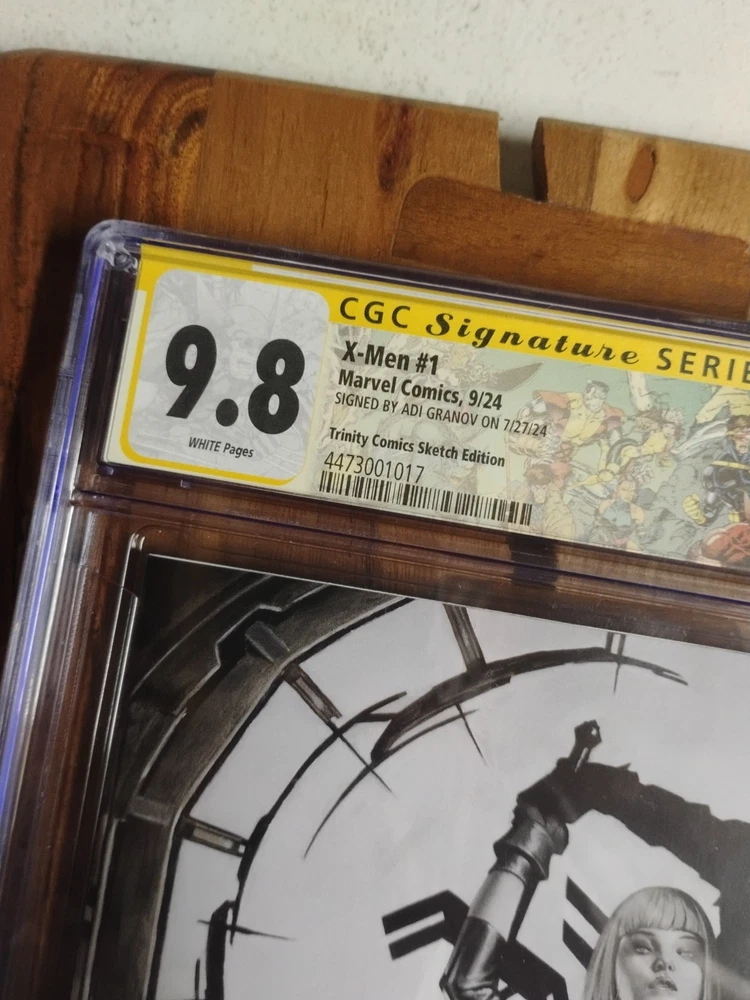 CGC Signature SERIE
9.8
WHITE Pages
X-Men #1
Marvel Comics, 9/24
SIGNED BY ADI GRANOV ON 7/27/24
Trinity Comics Sketch Edition
4473001017